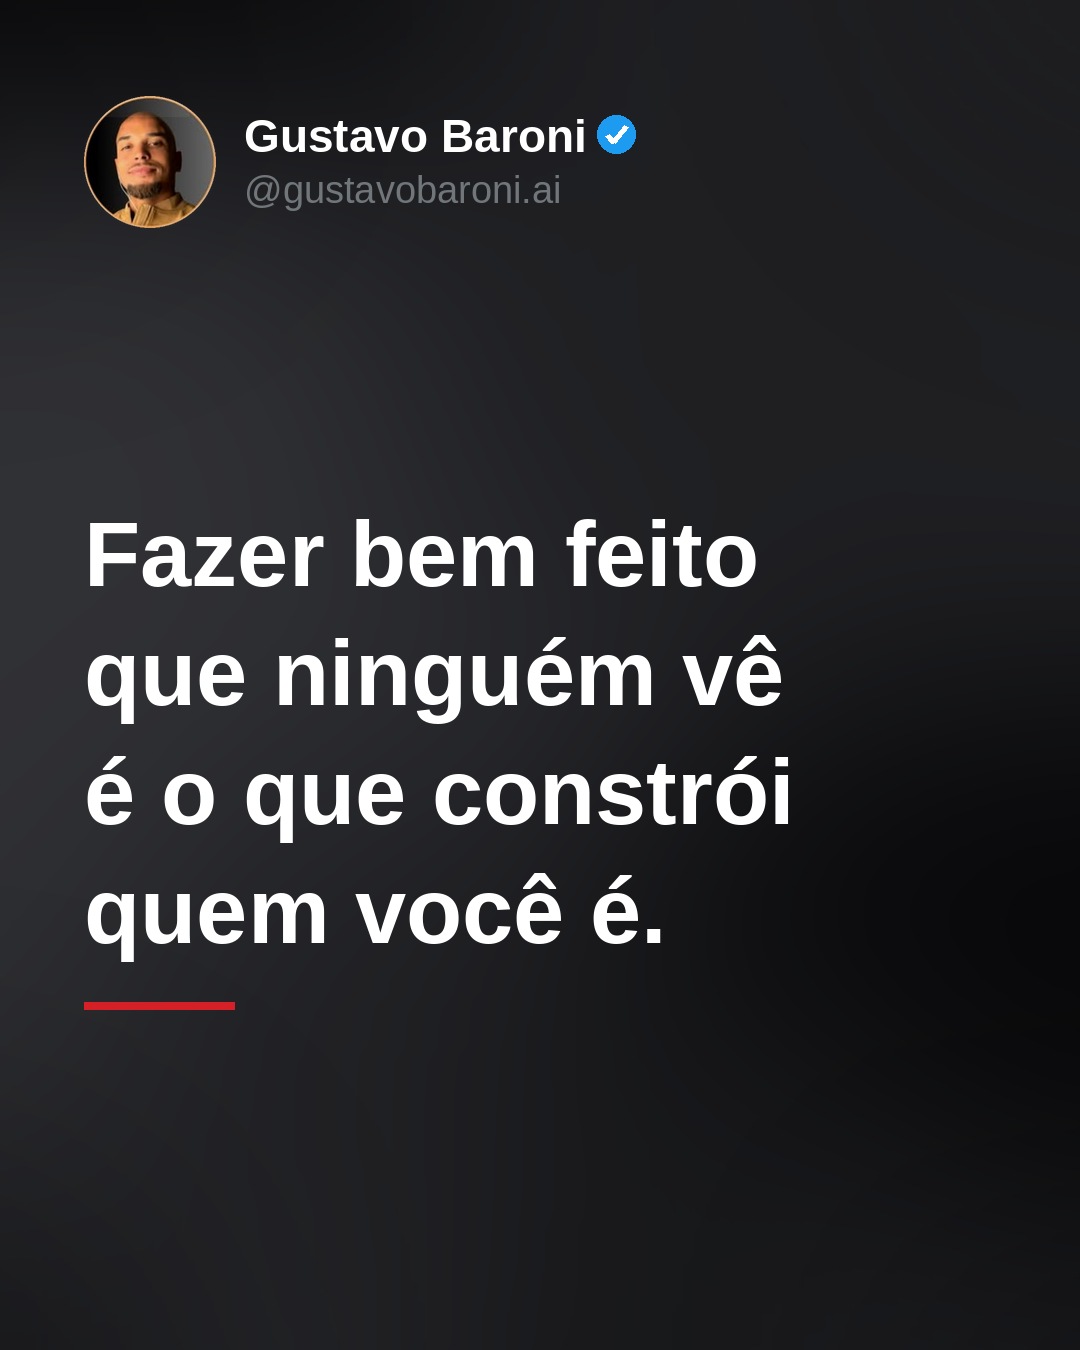 Gustavo Baroni
@gustavobaroni.ai
Fazer bem feito
que ninguém vê
é o que constrói
quem você é.